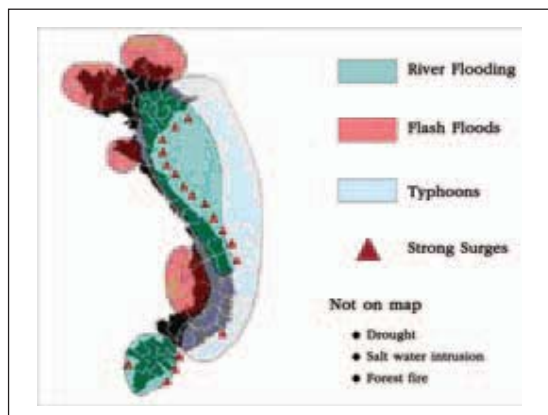 River Flooding
Flash Floods
Typhoons
Strong Surges
Not on map
Drought
Salt water intrusion
Forest fire